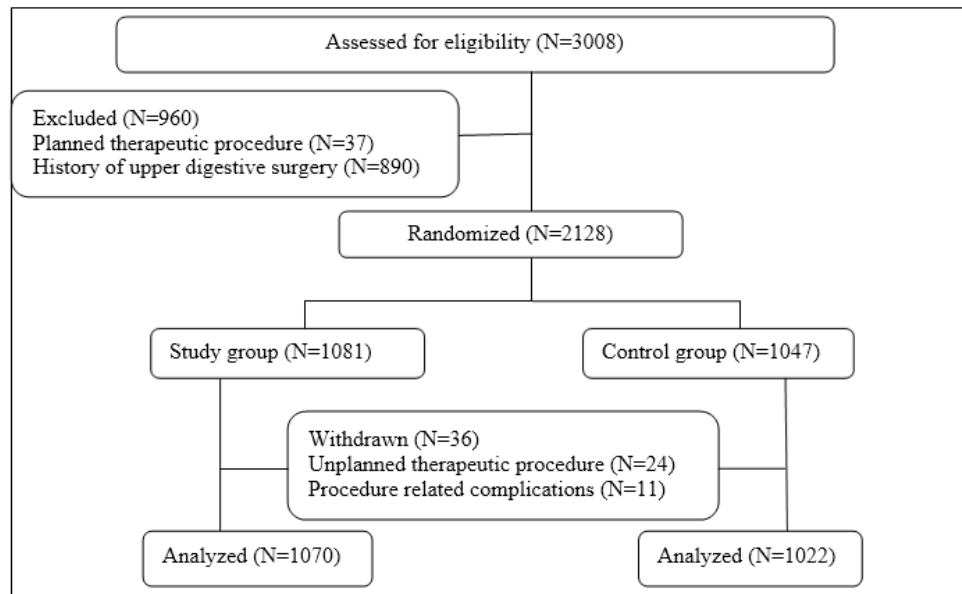 Assessed for eligibility (N=3008)
Excluded (N=960)
Planned therapeutic procedure (N=37)
History of upper digestive surgery (N=890)
Randomized (N=2128)
Study group (N=1081)
Control group (N=1047)
Withdrawn (N=36)
Unplanned therapeutic procedure (N=24)
Procedure related complications (N=11)
Analyzed (N=1070)
Analyzed (N=1022)